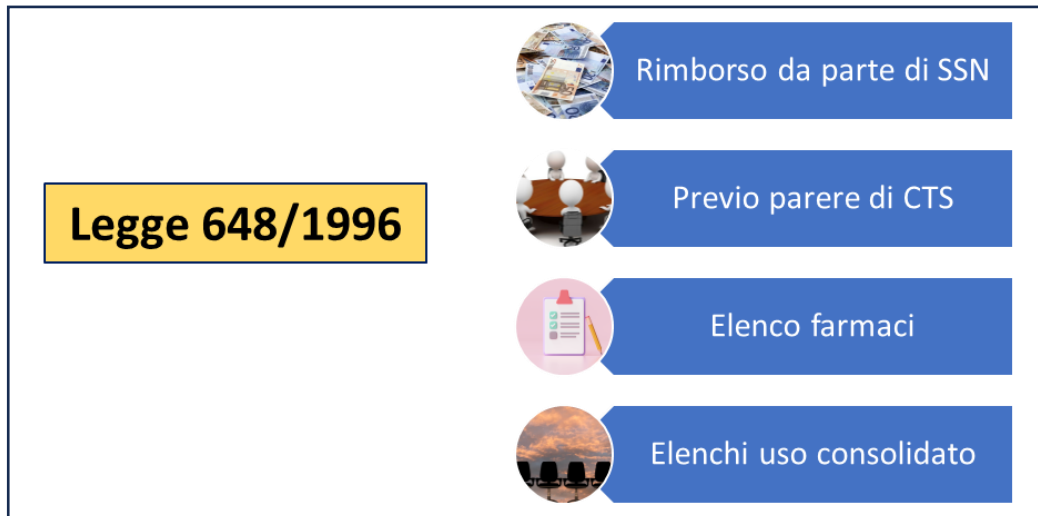 Legge 648/1996
Rimborso da parte di SSN
Previo parere di CTS
Elenco farmaci
Elenchi uso consolidato